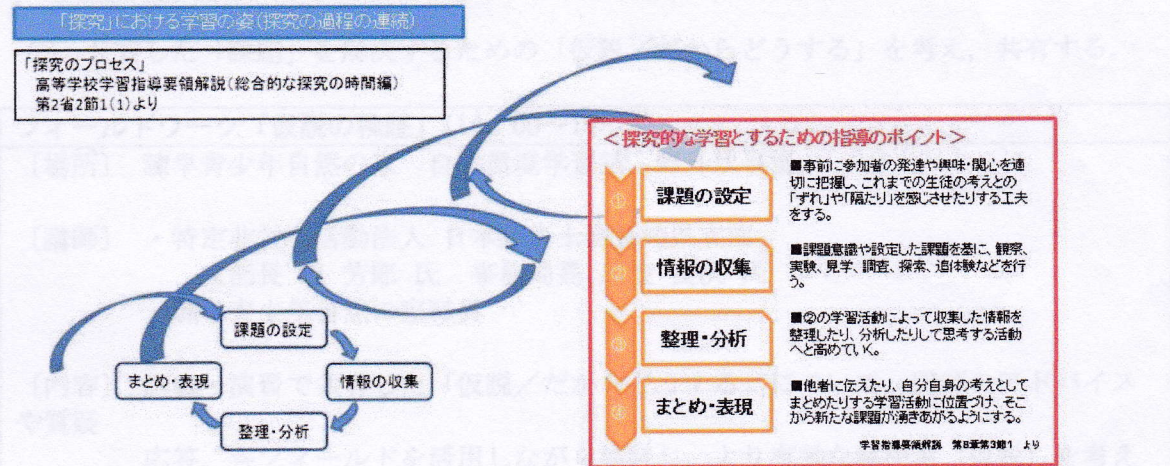 「探究」における学習の姿(探究の過程の連続)
「探究のプロセス」
高等学校学習指導要領解説(総合的な探究の時間編)
第2省2節1(1)より
課題の設定
情報の収集
整理・分析
まとめ・表現
＜探究的な学習とするための指導のポイント＞
①
課題の設定
■事前に参加者の発達や興味・関心を適
切に把握し、これまでの生徒の考えとの
「ずれ」や「隔たり」を感じさせたりする工夫
をする。
②
情報の収集
■課題意識や設定した課題を基に、観察、
実験、見学、調査、探索、追体験などを行
う。
③
整理・分析
■②の学習活動によって収集した情報を
整理したり、分析したりして思考する活動
へと高めていく。
④
まとめ・表現
■他者に伝えたり、自分自身の考えとして
まとめたりする学習活動に位置づけ、そこ
から新たな課題が湧きあがるようにする。
学習指導要領解説 第8章第3節1 より